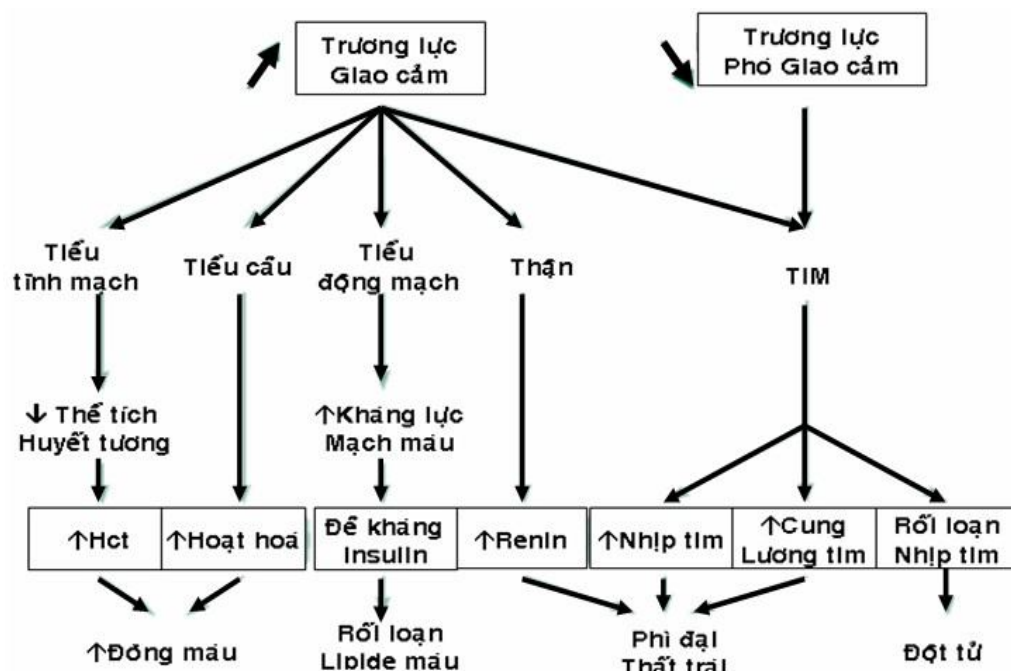 Trương lực
Giao cảm
Trương lực
Phó Giao cảm
Tiểu
tĩnh mạch
Tiểu cầu
Tiểu
động mạch
Thận
TIM
↓ Thể tích
Huyết tương
↑Kháng lực
Mạch máu
↑Hct
↑Hoạt hoá
Đề kháng
Insulin
↑Renin
↑Nhịp tim
↑Cung
Lương tim
Rối loạn
Nhịp tim
↑Đông máu
Rối loạn
Lipide máu
Phì đại
Thất trái
Đột tử